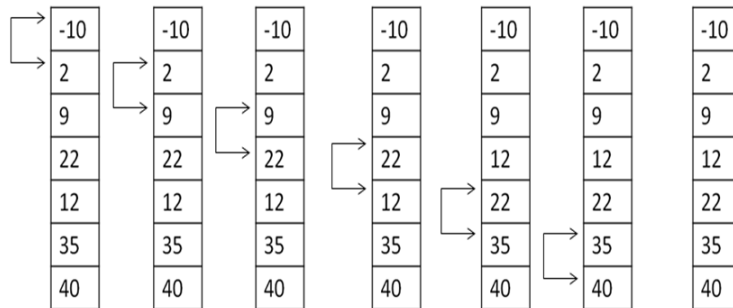 -10 -10 -10 -10 -10 -10 -10
2 2 2 2 2 2 2
9 9 9 9 9 9 9
22 22 22 22 12 12 12
12 12 12 12 22 22 22
35 35 35 35 35 35 35
40 40 40 40 40 40 40